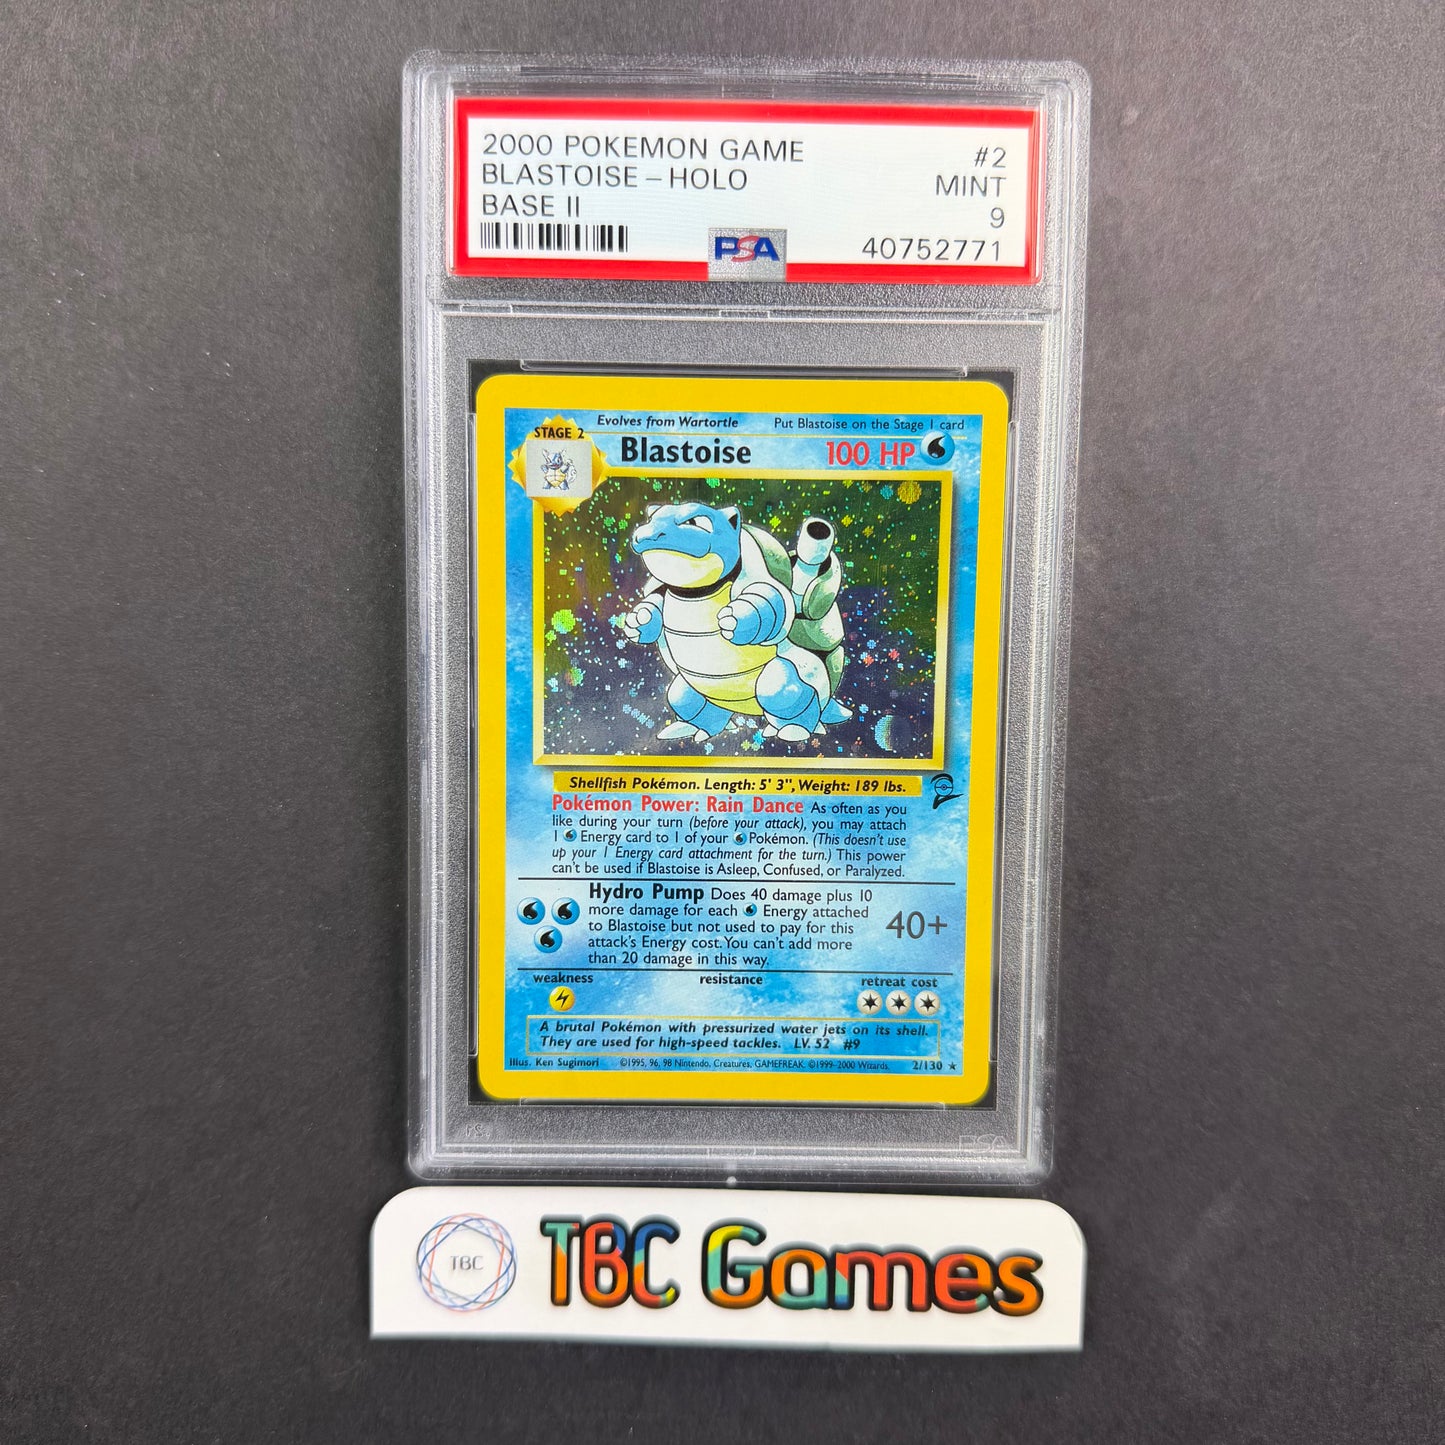 2000 POKEMON GAME #2
BLASTOISE – HOLO MINT
BASE II 9
PSA 40752771
Evolves from Wartortle Put Blastoise on the Stage 1 card
STAGE 2
Blastoise 100 HP
Shellfish Pokémon. Length: 5' 3", Weight: 189 lbs.
Pokémon Power: Rain Dance As often as you
like during your turn (before your attack), you may attach
1 Energy card to 1 of your Pokémon. (This doesn't use
up your 1 Energy card attachment for the turn.) This power
can't be used if Blastoise is Asleep, Confused, or Paralyzed.
Hydro Pump Does 40 damage plus 10
more damage for each Energy attached
to Blastoise but not used to pay for this
attack's Energy cost. You can't add more
than 20 damage in this way.
40+
weakness resistance retreat cost
A brutal Pokémon with pressurized water jets on its shell.
They are used for high-speed tackles. LV. 52 #9
Illus. Ken Sugimori ©1995, 96, 98 Nintendo, Creatures, GAMEFREAK. ©1999-2000 Wizards. 2/130 ★
PSA
TBC TBC Games